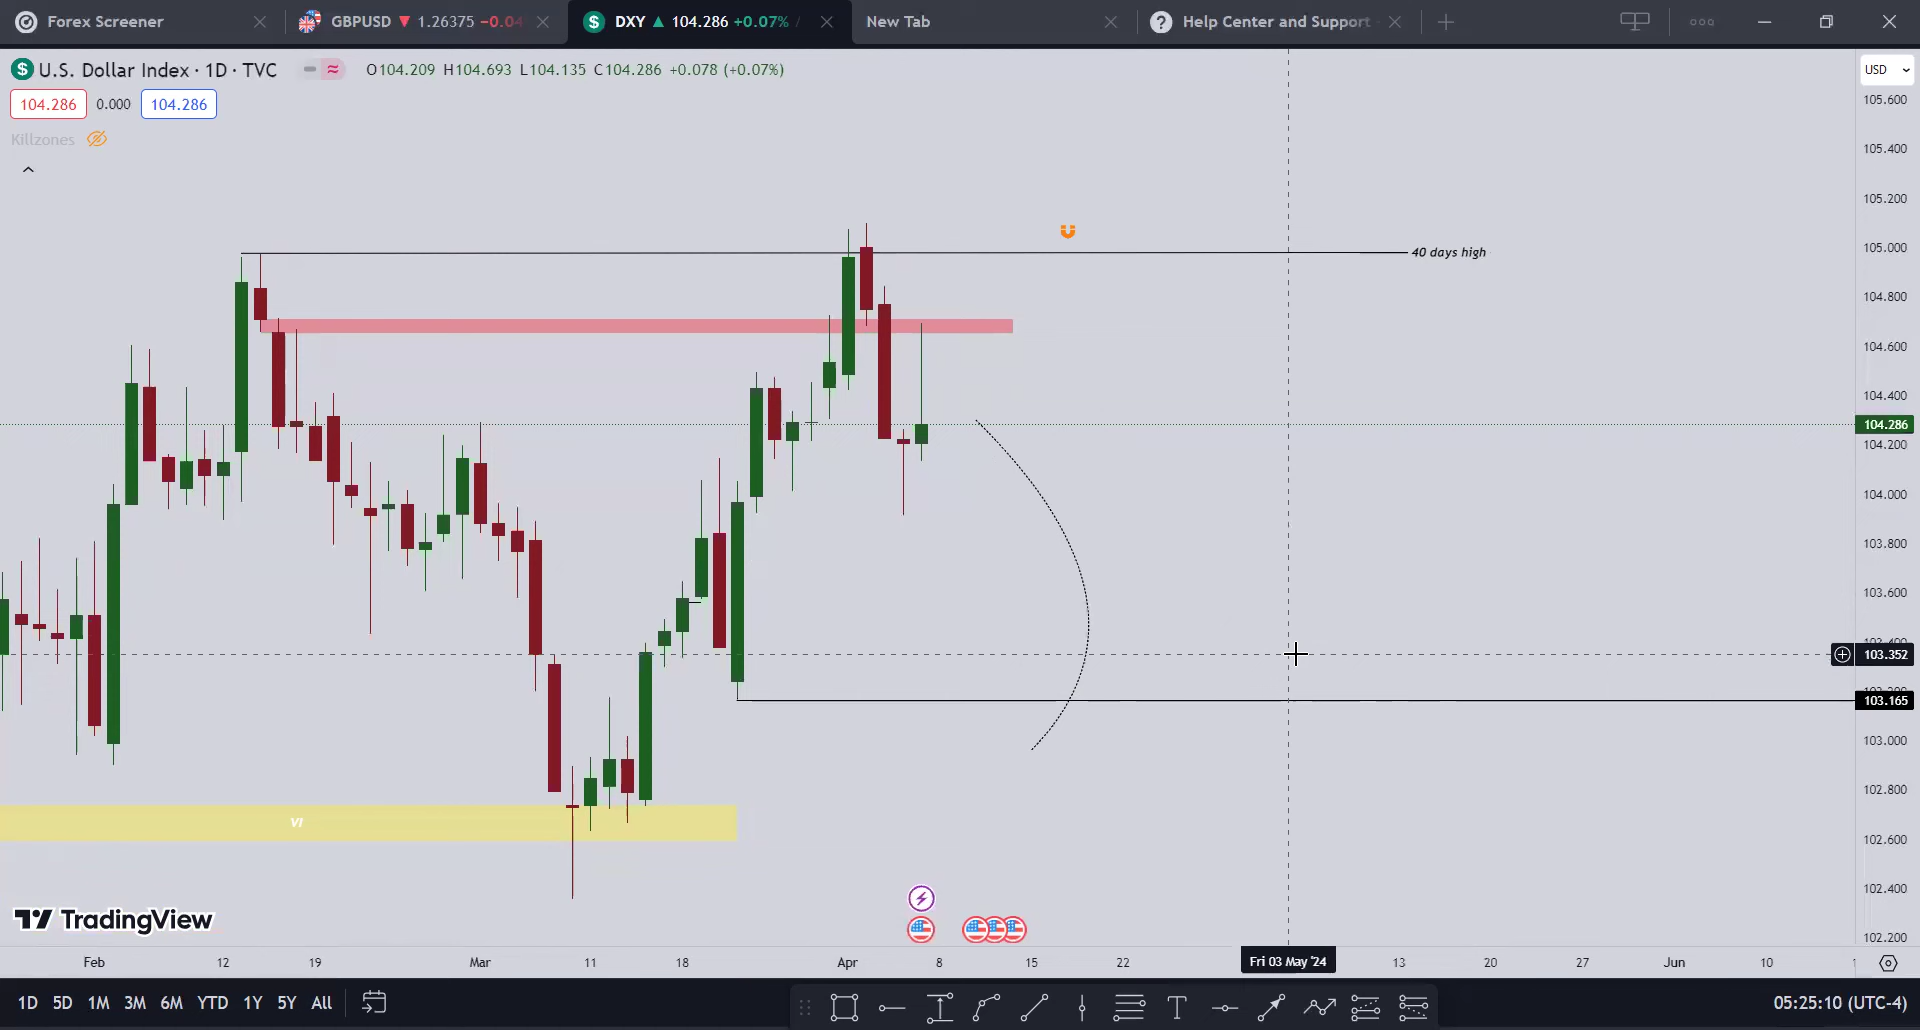 Forex Screener
GBPUSD ▼ 1.26375 −0.04
DXY ▲ 104.286 +0.07% /
New Tab
Help Center and Support
U.S. Dollar Index · 1D · TVC
O104.209 H104.693 L104.135 C104.286 +0.078 (+0.07%)
USD
104.286 0.000 104.286
Killzones
105.600
105.400
105.200
105.000
40 days high
104.800
104.600
104.400
104.286
104.200
104.000
103.800
103.600
103.400
103.352
103.200
103.165
103.000
102.800
VI
102.600
102.400
102.200
TradingView
Feb 12 19 Mar 11 18 Apr 8 15 22 Fri 03 May '24 13 20 27 Jun 10 1
1D 5D 1M 3M 6M YTD 1Y 5Y All
T
05:25:10 (UTC-4)